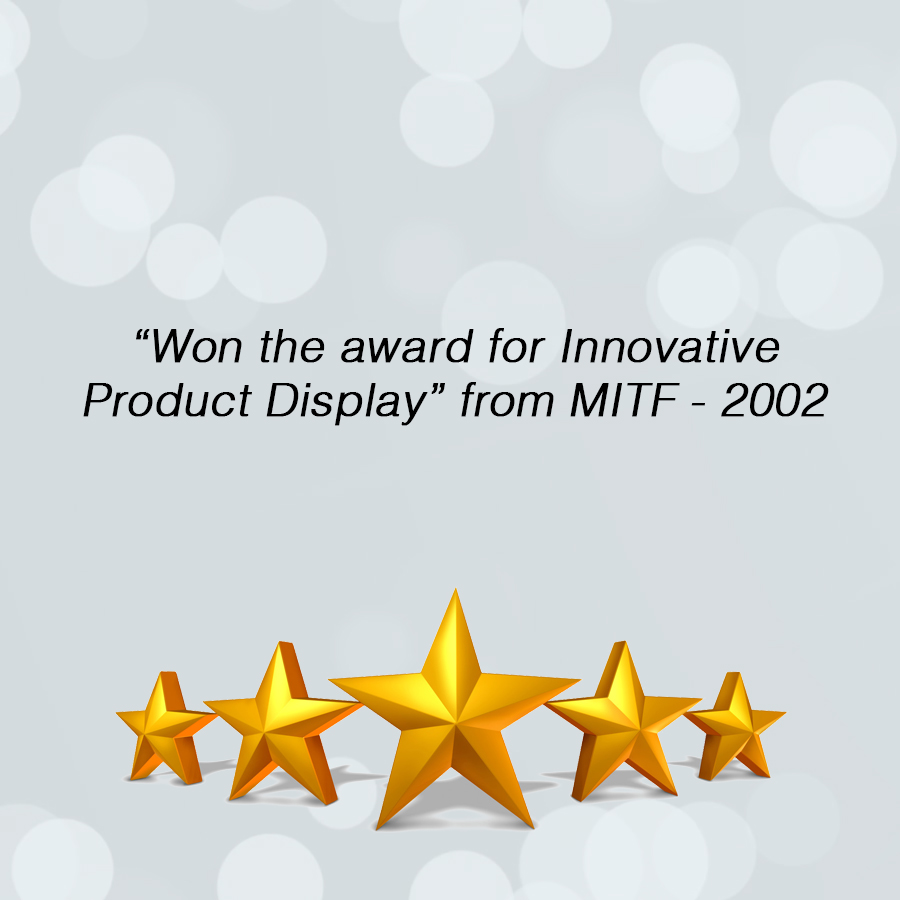 “Won the award for Innovative
Product Display” from MITF - 2002